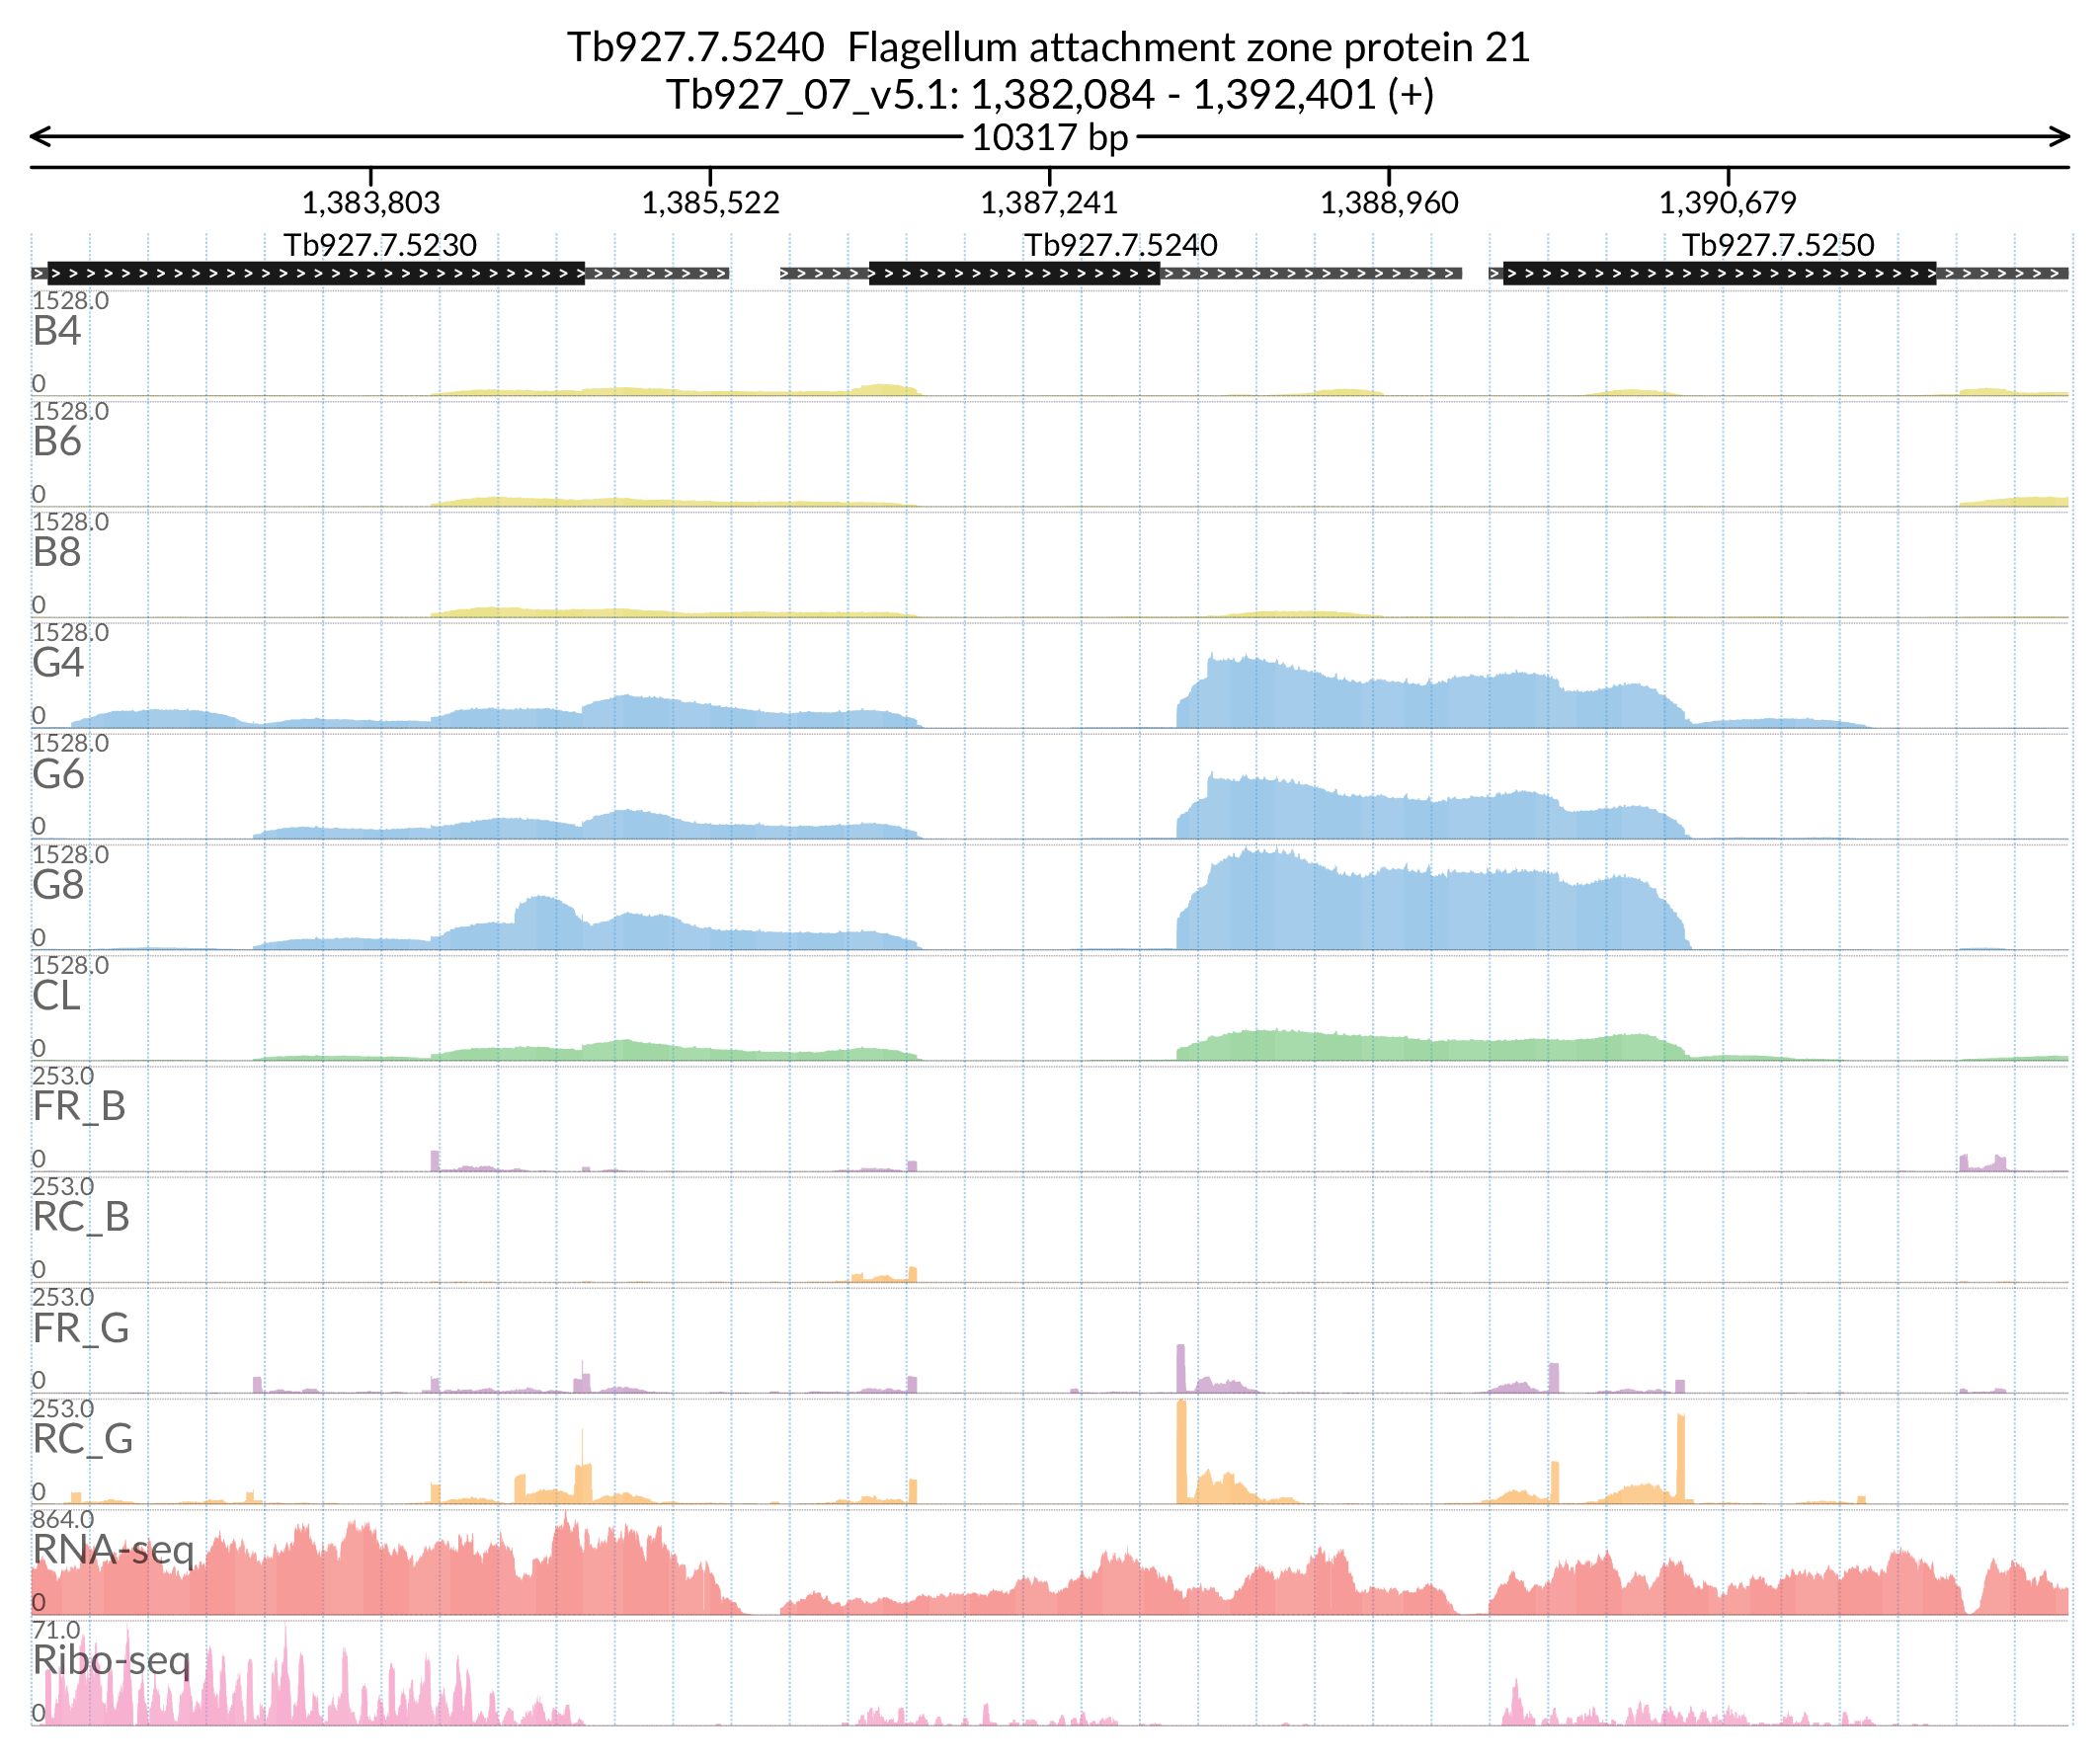 Tb927.7.5240 Flagellum attachment zone protein 21
Tb927_07_v5.1: 1,382,084 - 1,392,401 (+)
10317 bp
1,383,803 1,385,522 1,387,241 1,388,960 1,390,679
Tb927.7.5230 Tb927.7.5240 Tb927.7.5250
1528.0
B4
0
1528.0
B6
0
1528.0
B8
0
1528.0
G4
0
1528.0
G6
0
1528.0
G8
0
1528.0
CL
0
253.0
FR_B
0
253.0
RC_B
0
253.0
FR_G
0
253.0
RC_G
0
864.0
RNA-seq
0
71.0
Ribo-seq
0